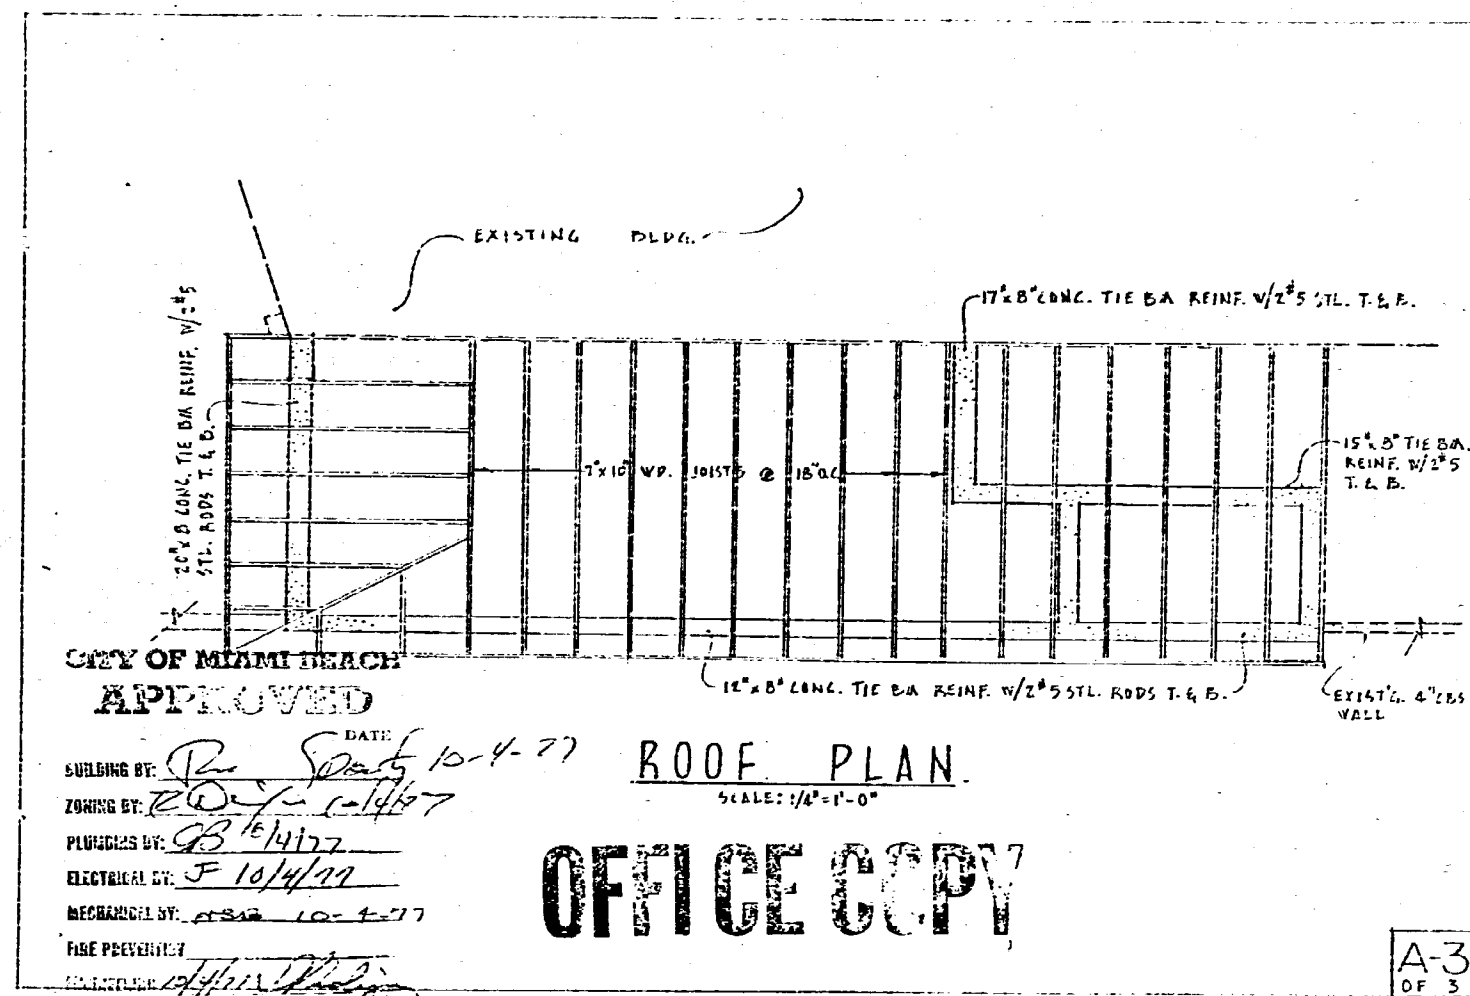 EXISTING BLDG.
17"x8" CONC. TIE BM REINF. W/2#5 STL. T. & B.
20"x8 CONC. TIE BM REINF. W/2#5
STL. RODS T. & B.
WD. JOISTS @ 18"O.C.
15"x8" TIE BM.
REINF. W/2#5
T. & B.
12"x8" CONC. TIE BM REINF. W/2#5 STL. RODS T. & B.
EXIST'G. 4" CBS
WALL
CITY OF MIAMI BEACH
APPROVED
DATE
BUILDING BY: 10-4-77
ZONING BY:
PLUMBING BY: 10/4/77
ELECTRICAL BY: 10/4/77
MECHANICAL BY: 10-4-77
FIRE PREVENTION
ROOF PLAN.
SCALE: 1/4"=1'-0"
OFFICE COPY
A-3
OF 3